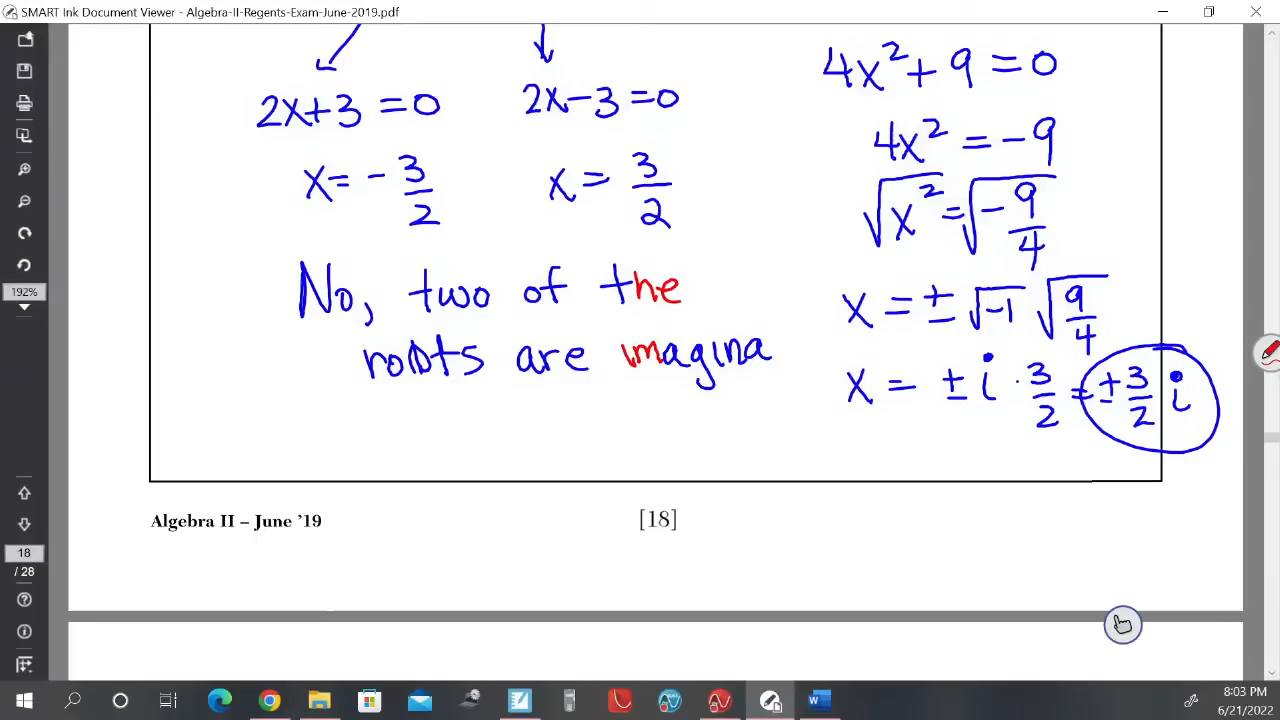 SMART Ink Document Viewer - Algebra-II-Regents-Exam-June-2019.pdf
2x+3 = 0
x = - 3/2
2x-3 = 0
x = 3/2
No, two of the
roots are imagina
4x² + 9 = 0
4x² = -9
√x² = √-9/4
x = ± √-1 √9/4
x = ± i · 3/2 = ± 3/2 i
Algebra II – June ’19
[18]
192%
18
/ 28
8:03 PM
6/21/2022